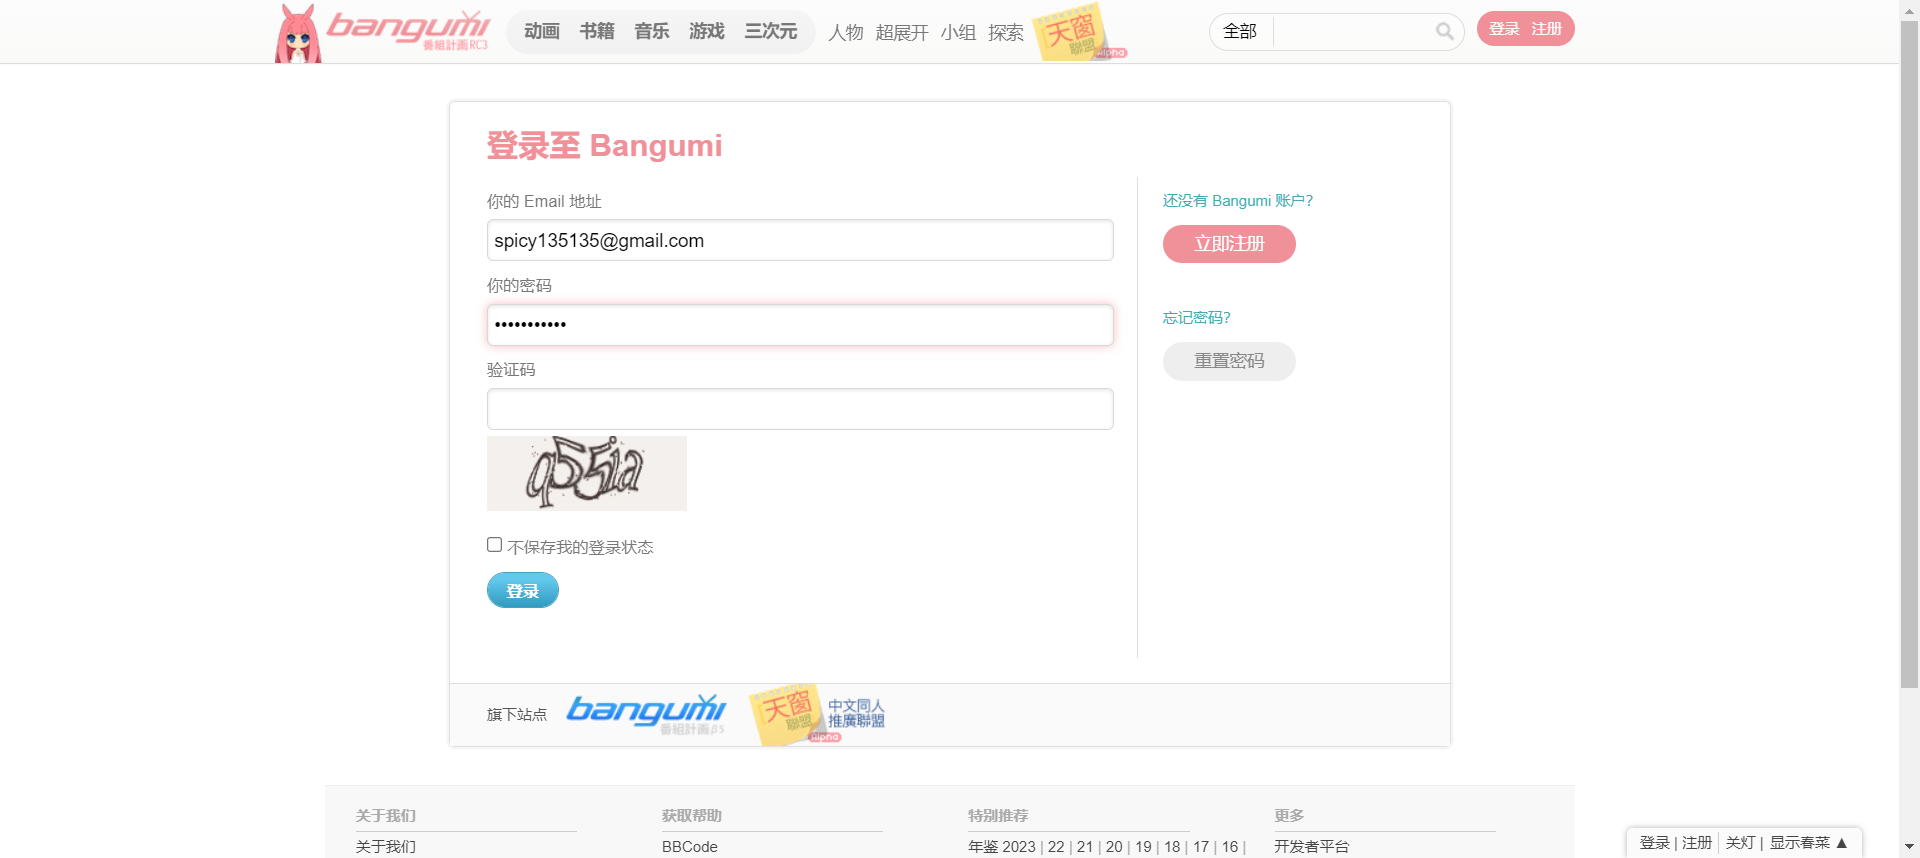 bangumi 番組計画RC3 动画 书籍 音乐 游戏 三次元 人物 超展开 小组 探索 天窗 聯盟 Alpha 全部 登录 注册
登录至 Bangumi
你的 Email 地址
spicy135135@gmail.com
你的密码
•••••••••••
验证码
q55ia
不保存我的登录状态
登录
还没有 Bangumi 账户?
立即注册
忘记密码?
重置密码
旗下站点 bangumi 番組計画β5 天窗 聯盟 Alpha 中文同人
推廣聯盟
关于我们 获取帮助 特别推荐 更多
关于我们 BBCode 年鉴 2023 | 22 | 21 | 20 | 19 | 18 | 17 | 16 | 开发者平台
登录 | 注册 关灯 | 显示春菜 ▲